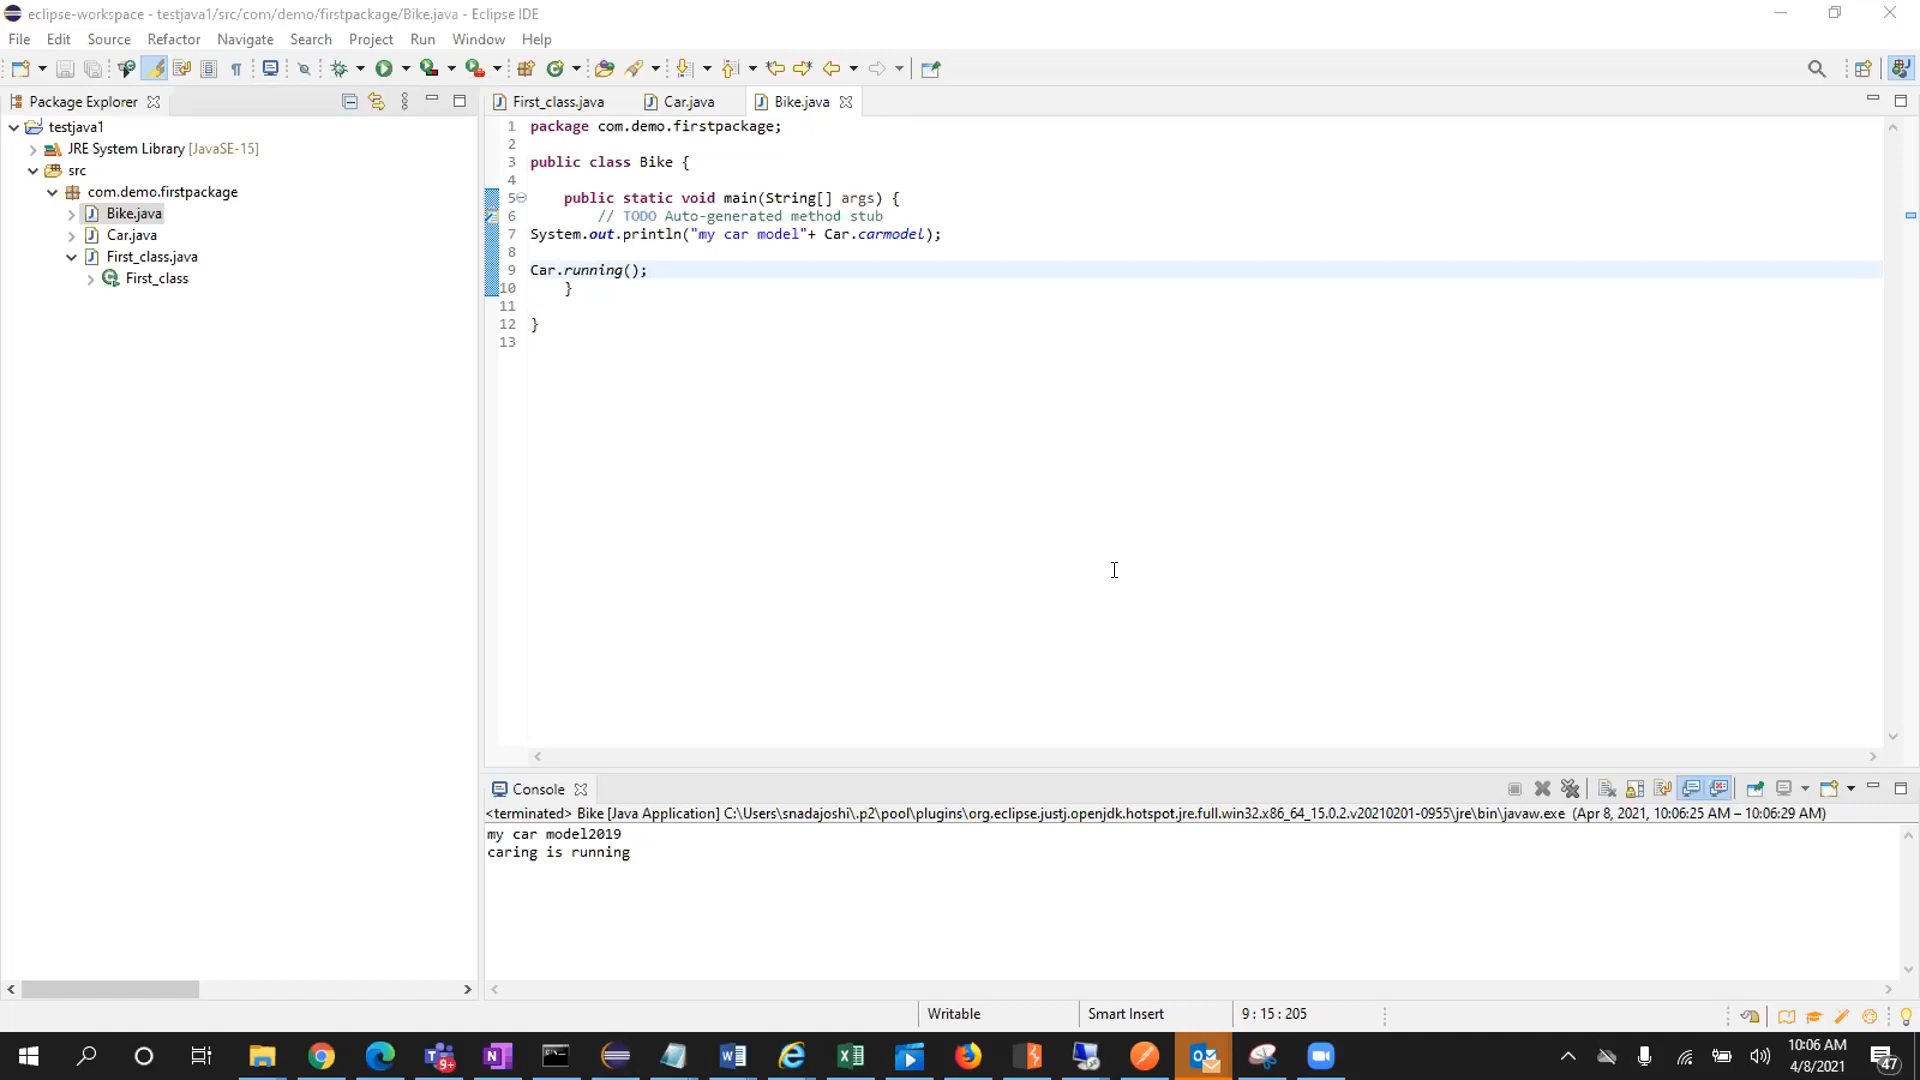 eclipse-workspace - testjava1/src/com/demo/firstpackage/Bike.java - Eclipse IDE
File Edit Source Refactor Navigate Search Project Run Window Help
Package Explorer
testjava1
JRE System Library [JavaSE-15]
src
com.demo.firstpackage
Bike.java
Car.java
First_class.java
First_class
First_class.java Car.java Bike.java
1 package com.demo.firstpackage;
2
3 public class Bike {
4
5 public static void main(String[] args) {
6 // TODO Auto-generated method stub
7 System.out.println("my car model"+ Car.carmodel);
8
9 Car.running();
10 }
11
12 }
13
Console
<terminated> Bike [Java Application] C:\Users\snadajoshi\.p2\pool\plugins\org.eclipse.justj.openjdk.hotspot.jre.full.win32.x86_64_15.0.2.v20210201-0955\jre\bin\javaw.exe (Apr 8, 2021, 10:06:25 AM – 10:06:29 AM)
my car model2019
caring is running
Writable Smart Insert 9 : 15 : 205
9+
10:06 AM
4/8/2021
47